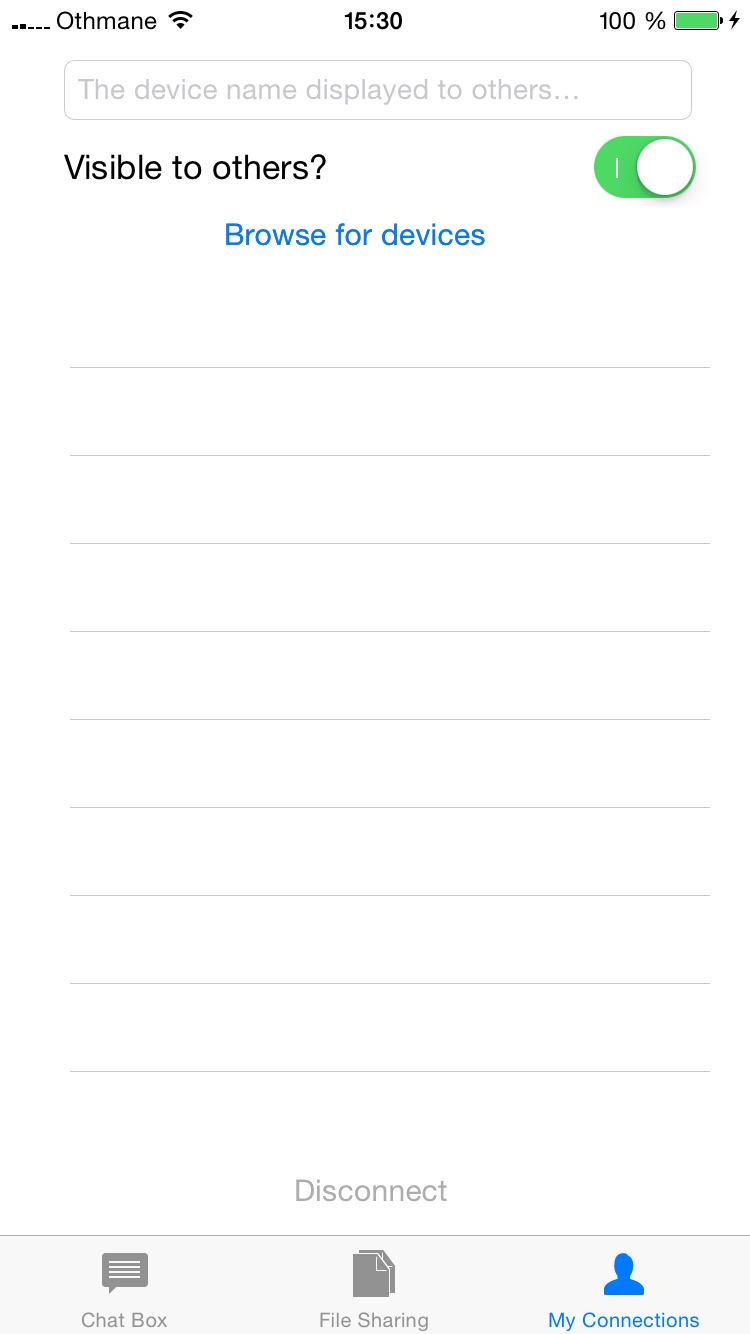 Othmane 15:30 100 %
The device name displayed to others...
Visible to others?
Browse for devices
Disconnect
Chat Box File Sharing My Connections